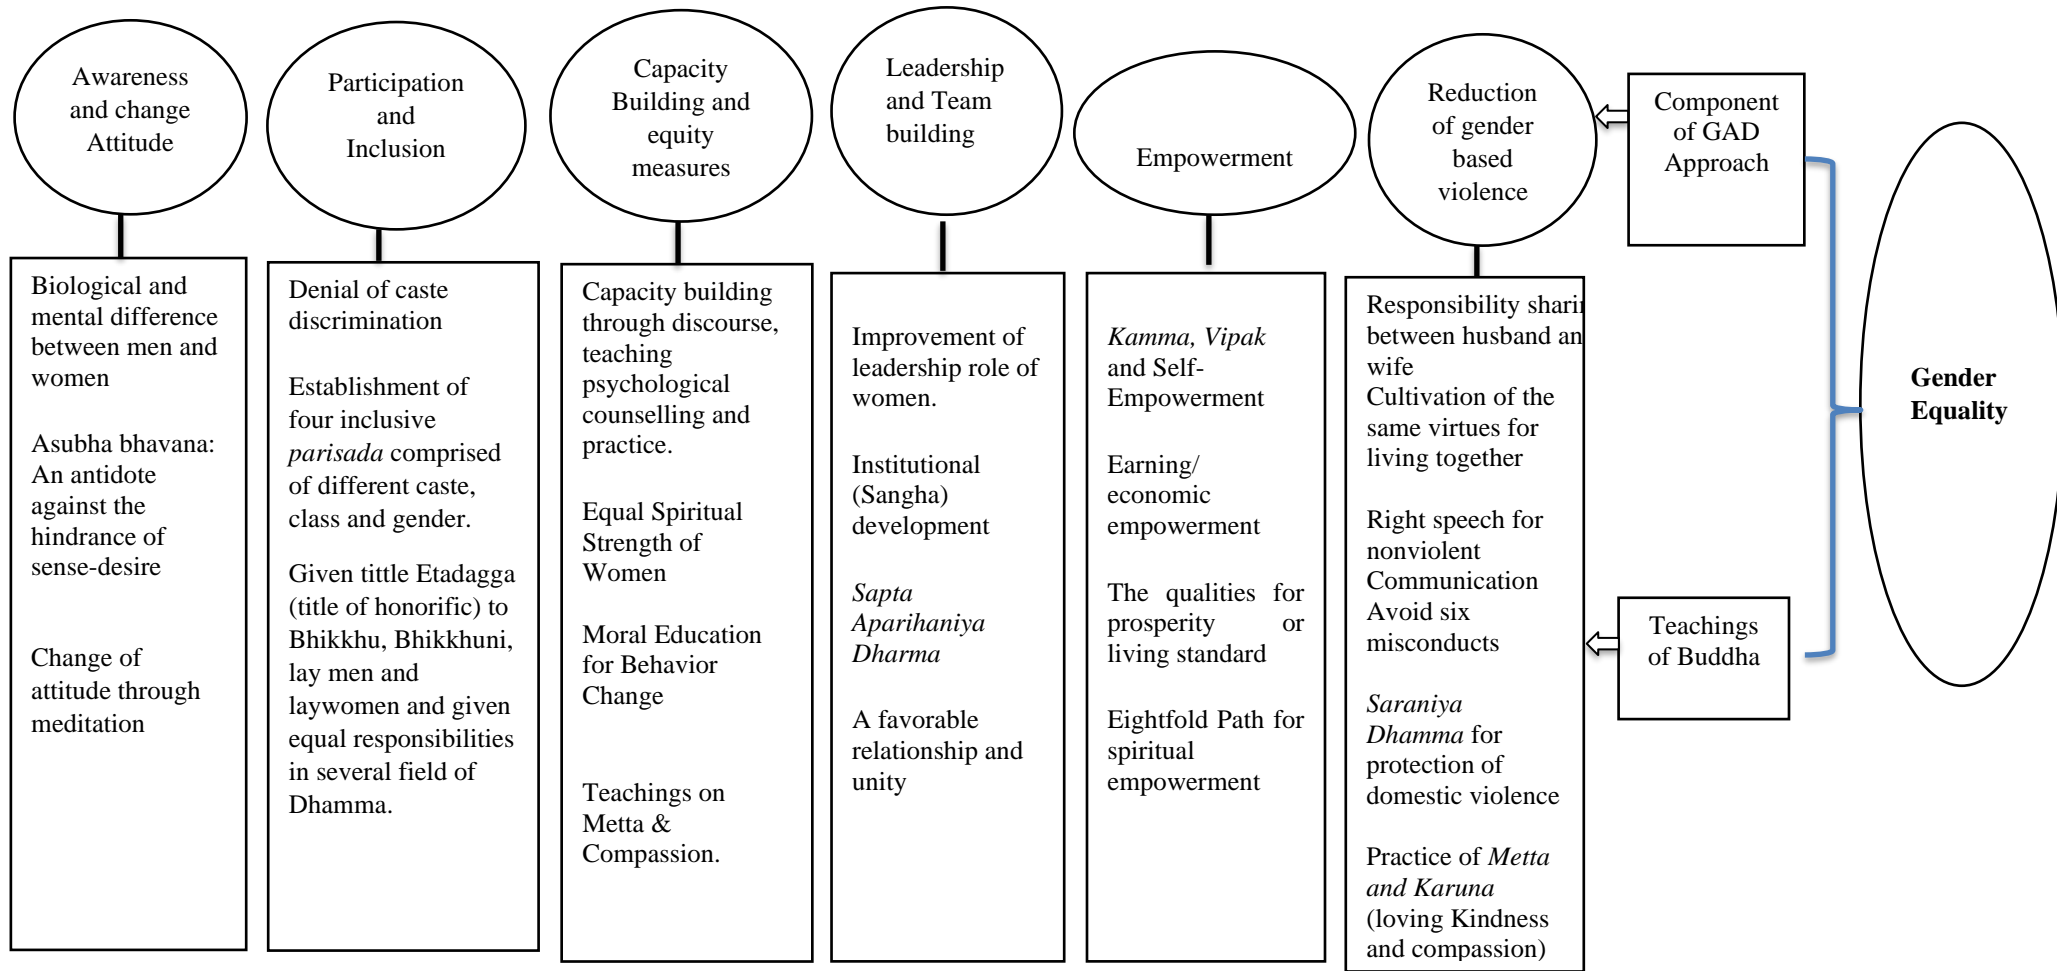 Awareness
and change
Attitude
Participation
and
Inclusion
Capacity
Building and
equity
measures
Leadership
and Team
building
Empowerment
Reduction
of gender
based
violence
Component
of GAD
Approach
Biological and
mental difference
between men and
women
Asubha bhavana:
An antidote
against the
hindrance of
sense-desire
Change of
attitude through
meditation
Denial of caste
discrimination
Establishment of
four inclusive
parisada comprised
of different caste,
class and gender.
Given tittle Etadagga
(title of honorific) to
Bhikkhu, Bhikkhuni,
lay men and
laywomen and given
equal responsibilities
in several field of
Dhamma.
Capacity building
through discourse,
teaching
psychological
counselling and
practice.
Equal Spiritual
Strength of
Women
Moral Education
for Behavior
Change
Teachings on
Metta &
Compassion.
Improvement of
leadership role of
women.
Institutional
(Sangha)
development
Sapta
Aparihaniya
Dharma
A favorable
relationship and
unity
Kamma, Vipak
and Self-
Empowerment
Earning/
economic
empowerment
The qualities for
prosperity or
living standard
Eightfold Path for
spiritual
empowerment
Responsibility sharin
between husband an
wife
Cultivation of the
same virtues for
living together
Right speech for
nonviolent
Communication
Avoid six
misconducts
Saraniya
Dhamma for
protection of
domestic violence
Practice of Metta
and Karuna
(loving Kindness
and compassion)
Teachings
of Buddha
Gender
Equality